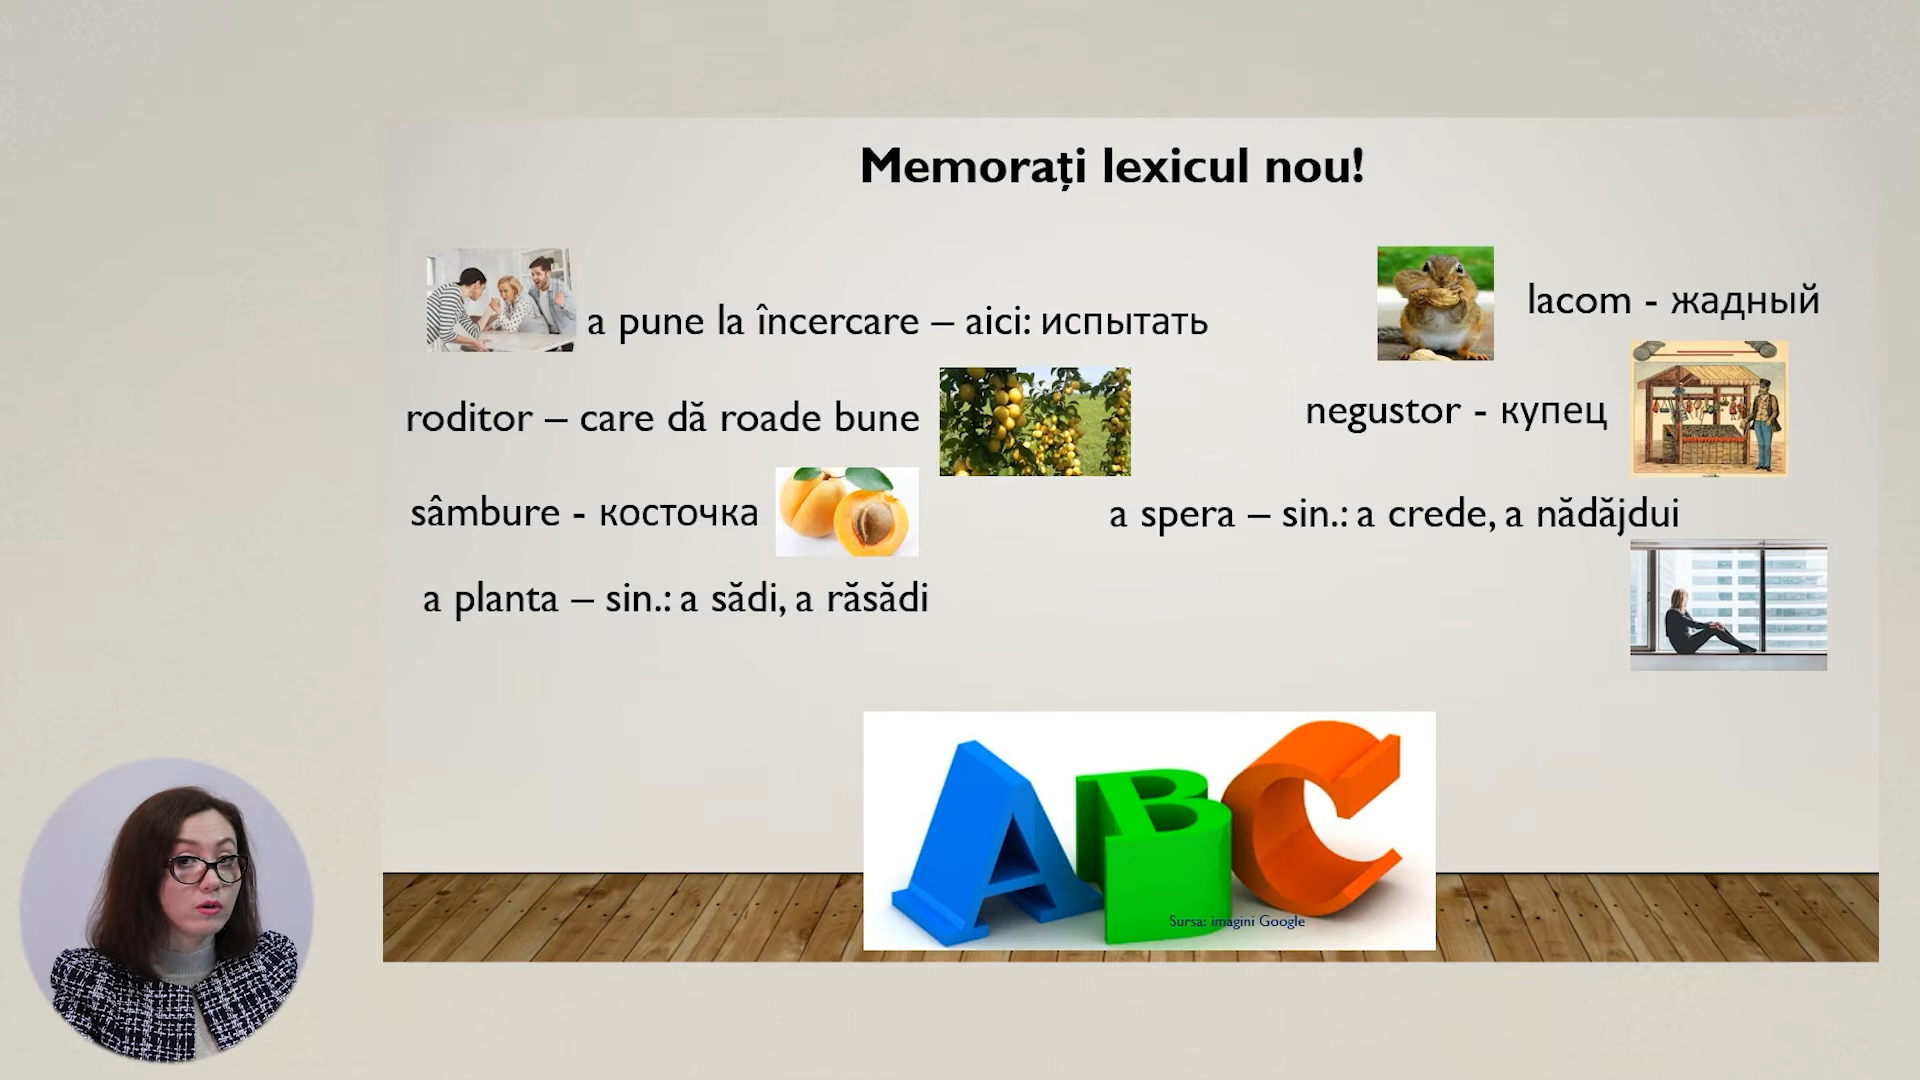 Memorați lexicul nou!
a pune la încercare – aici: испытать
lacom - жадный
roditor – care dă roade bune
negustor - купец
sâmbure - косточка
a spera – sin.: a crede, a nădăjdui
a planta – sin.: a sădi, a răsădi
ABC
Sursa: imagini Google